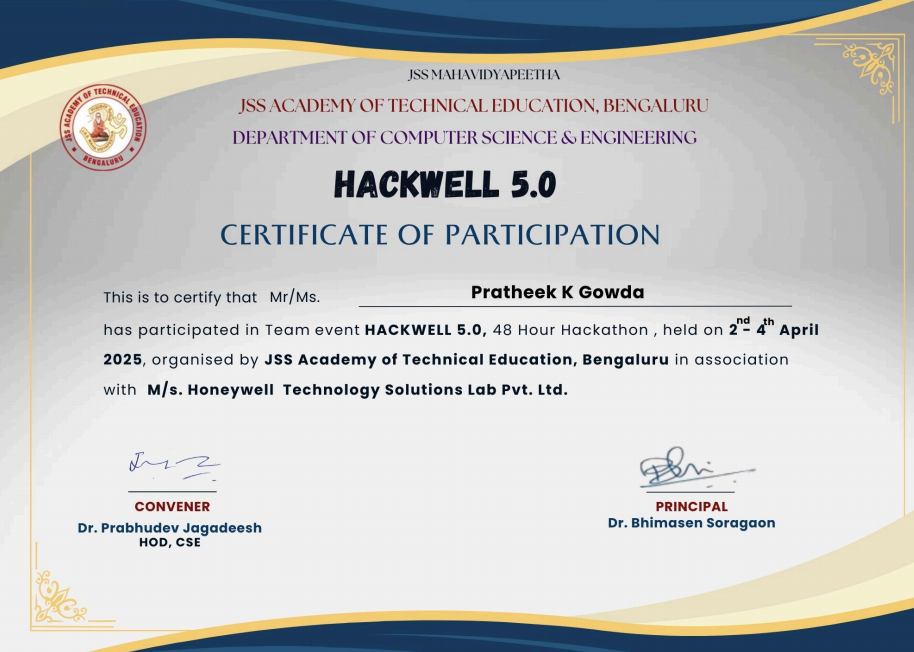 JSS MAHAVIDYAPEETHA
JSS ACADEMY OF TECHNICAL EDUCATION, BENGALURU
DEPARTMENT OF COMPUTER SCIENCE & ENGINEERING
JSS ACADEMY OF TECHNICAL EDUCATION
BENGALURU
HACKWELL 5.0
CERTIFICATE OF PARTICIPATION
This is to certify that Mr/Ms. Pratheek K Gowda
has participated in Team event HACKWELL 5.0, 48 Hour Hackathon , held on 2nd - 4th April
2025, organised by JSS Academy of Technical Education, Bengaluru in association
with M/s. Honeywell Technology Solutions Lab Pvt. Ltd.
CONVENER
Dr. Prabhudev Jagadeesh
HOD, CSE
PRINCIPAL
Dr. Bhimasen Soragaon